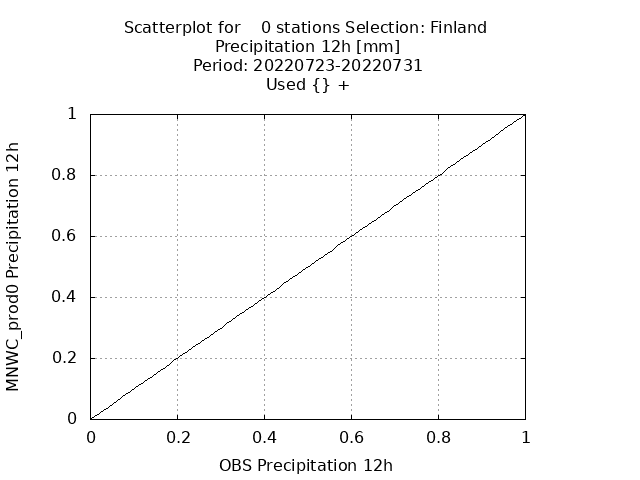 Scatterplot for    0 stations Selection: Finland
Precipitation 12h [mm]
Period: 20220723-20220731
Used {} +
MNWC_prod0 Precipitation 12h
1
0.8
0.6
0.4
0.2
0
0 0.2 0.4 0.6 0.8 1
OBS Precipitation 12h